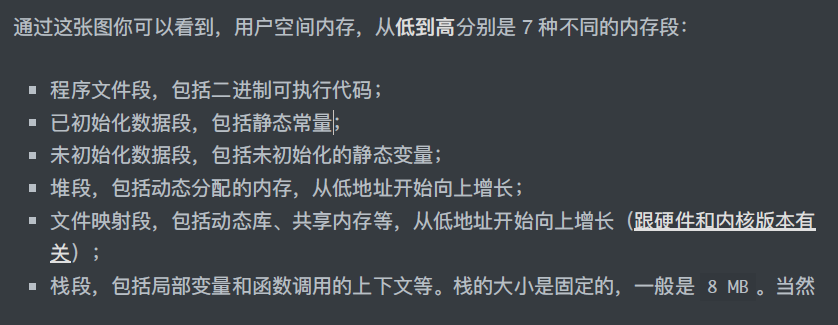 通过这张图你可以看到，用户空间内存，从低到高分别是 7 种不同的内存段：
程序文件段，包括二进制可执行代码；
已初始化数据段，包括静态常量；
未初始化数据段，包括未初始化的静态变量；
堆段，包括动态分配的内存，从低地址开始向上增长；
文件映射段，包括动态库、共享内存等，从低地址开始向上增长（跟硬件和内核版本有
关）；
栈段，包括局部变量和函数调用的上下文等。栈的大小是固定的，一般是 8 MB 。当然